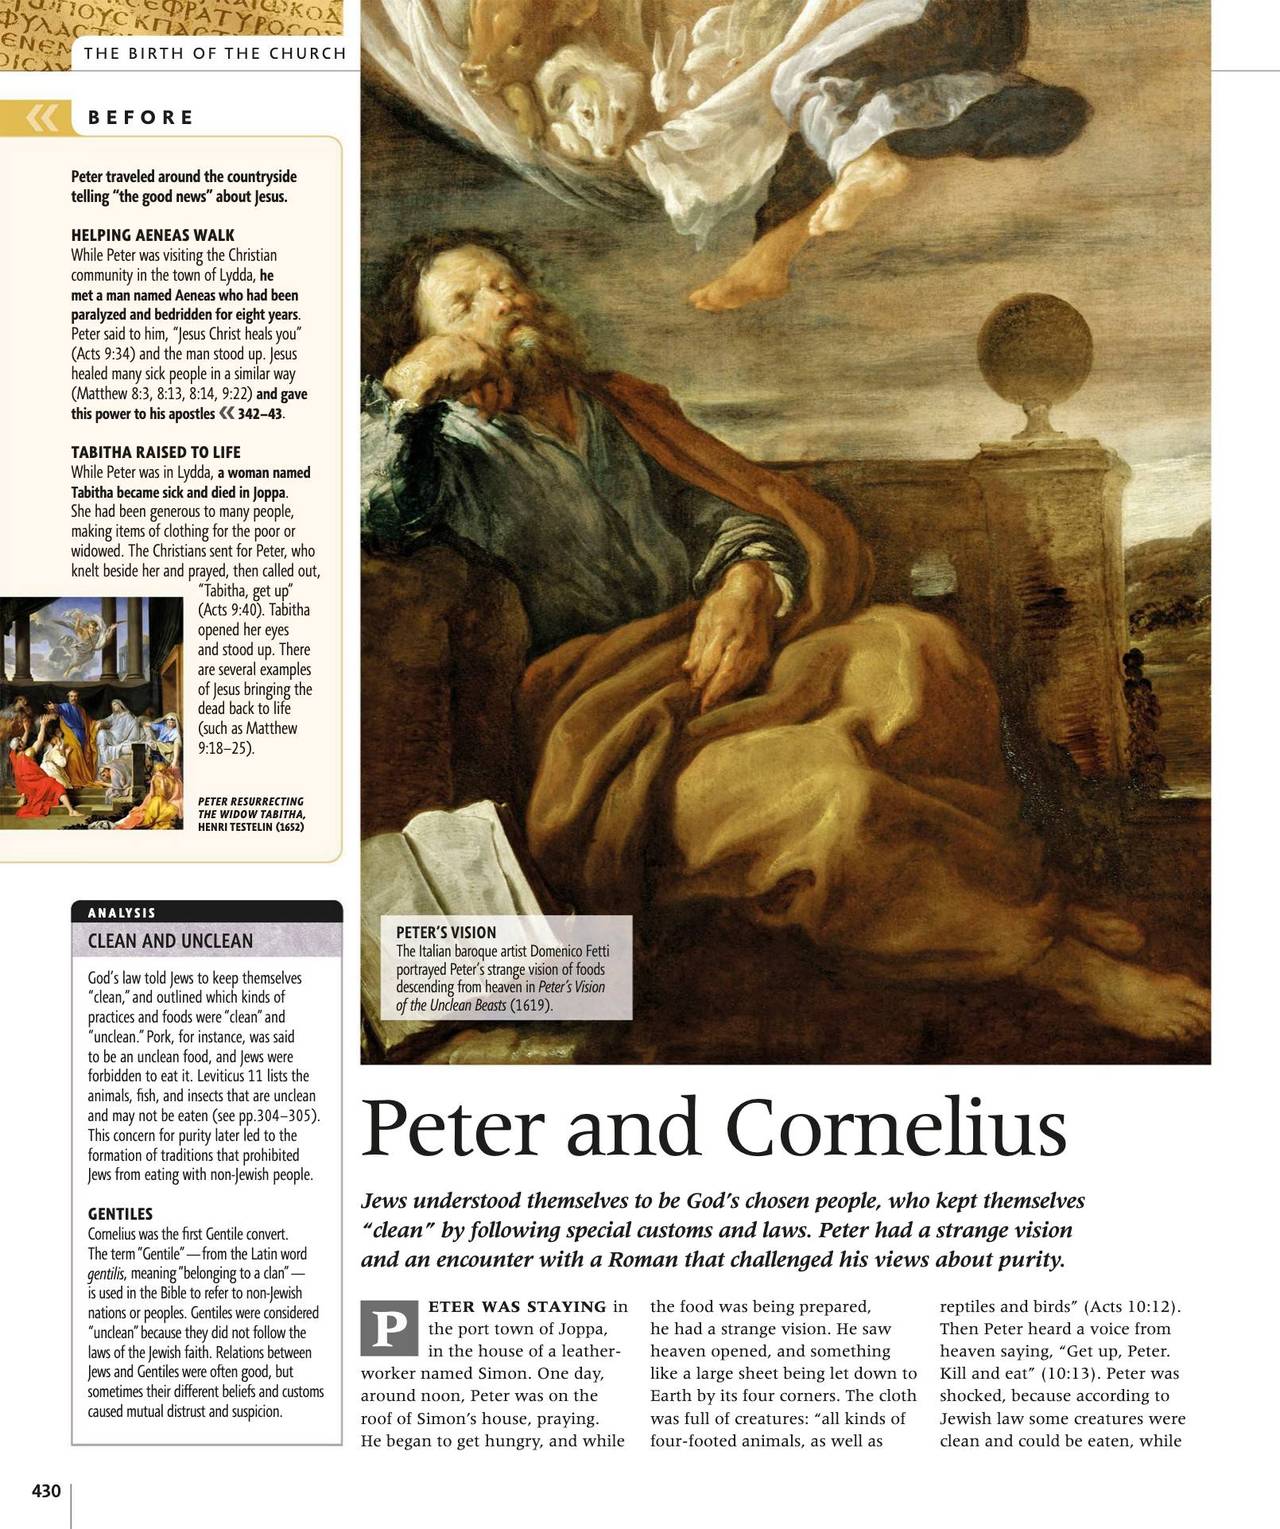 THE BIRTH OF THE CHURCH
« BEFORE
Peter traveled around the countryside
telling “the good news” about Jesus.
HELPING AENEAS WALK
While Peter was visiting the Christian
community in the town of Lydda, he
met a man named Aeneas who had been
paralyzed and bedridden for eight years.
Peter said to him, “Jesus Christ heals you”
(Acts 9:34) and the man stood up. Jesus
healed many sick people in a similar way
(Matthew 8:3, 8:13, 8:14, 9:22) and gave
this power to his apostles « 342–43.
TABITHA RAISED TO LIFE
While Peter was in Lydda, a woman named
Tabitha became sick and died in Joppa.
She had been generous to many people,
making items of clothing for the poor or
widowed. The Christians sent for Peter, who
knelt beside her and prayed, then called out,
“Tabitha, get up”
(Acts 9:40). Tabitha
opened her eyes
and stood up. There
are several examples
of Jesus bringing the
dead back to life
(such as Matthew
9:18–25).
PETER RESURRECTING
THE WIDOW TABITHA,
HENRI TESTELIN (1652)
ANALYSIS
CLEAN AND UNCLEAN
God’s law told Jews to keep themselves
“clean,” and outlined which kinds of
practices and foods were “clean” and
“unclean.” Pork, for instance, was said
to be an unclean food, and Jews were
forbidden to eat it. Leviticus 11 lists the
animals, fish, and insects that are unclean
and may not be eaten (see pp.304–305).
This concern for purity later led to the
formation of traditions that prohibited
Jews from eating with non-Jewish people.
GENTILES
Cornelius was the first Gentile convert.
The term “Gentile”—from the Latin word
gentilis, meaning “belonging to a clan”—
is used in the Bible to refer to non-Jewish
nations or peoples. Gentiles were considered
“unclean” because they did not follow the
laws of the Jewish faith. Relations between
Jews and Gentiles were often good, but
sometimes their different beliefs and customs
caused mutual distrust and suspicion.
PETER’S VISION
The Italian baroque artist Domenico Fetti
portrayed Peter’s strange vision of foods
descending from heaven in Peter’s Vision
of the Unclean Beasts (1619).
Peter and Cornelius
Jews understood themselves to be God’s chosen people, who kept themselves
“clean” by following special customs and laws. Peter had a strange vision
and an encounter with a Roman that challenged his views about purity.
PETER WAS STAYING in
the port town of Joppa,
in the house of a leather-
worker named Simon. One day,
around noon, Peter was on the
roof of Simon’s house, praying.
He began to get hungry, and while
the food was being prepared,
he had a strange vision. He saw
heaven opened, and something
like a large sheet being let down to
Earth by its four corners. The cloth
was full of creatures: “all kinds of
four-footed animals, as well as
reptiles and birds” (Acts 10:12).
Then Peter heard a voice from
heaven saying, “Get up, Peter.
Kill and eat” (10:13). Peter was
shocked, because according to
Jewish law some creatures were
clean and could be eaten, while
430